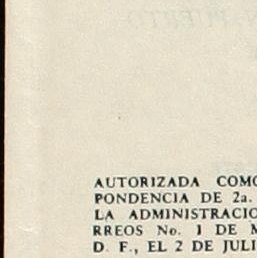 AUTORIZADA COMO
PONDENCIA DE 2a.
LA ADMINISTRACIO
RREOS No. 1 DE M
D. F., EL 2 DE JULI